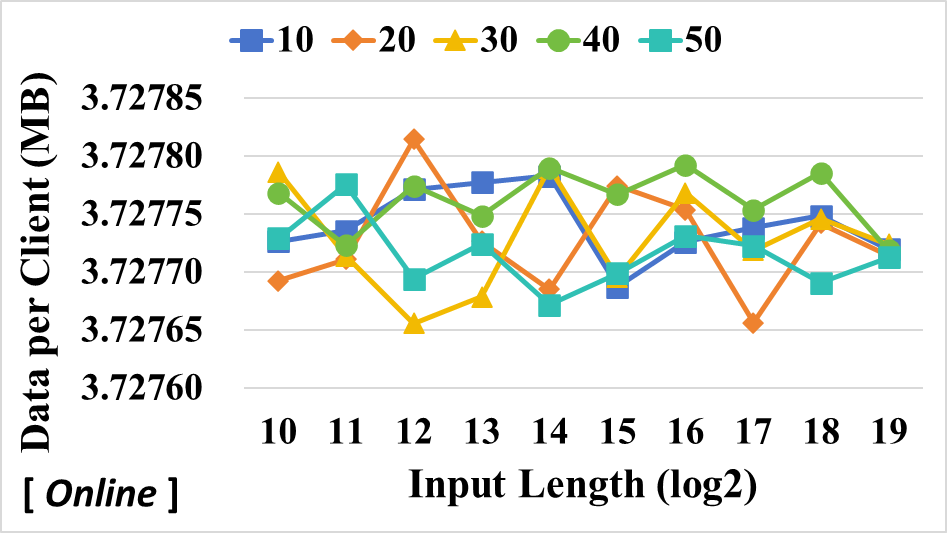 10 20 30 40 50
Data per Client (MB)
3.72785
3.72780
3.72775
3.72770
3.72765
3.72760
10 11 12 13 14 15 16 17 18 19
Input Length (log2)
[ Online ]